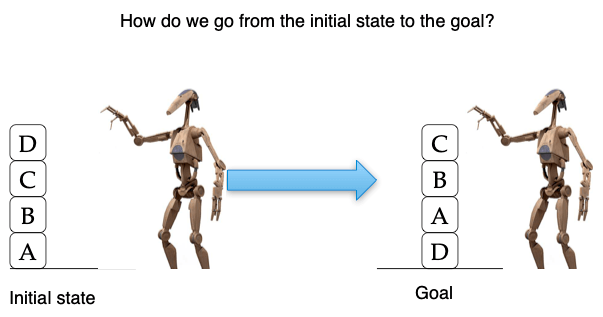 How do we go from the initial state to the goal?
D
C
B
A
Initial state
C
B
A
D
Goal